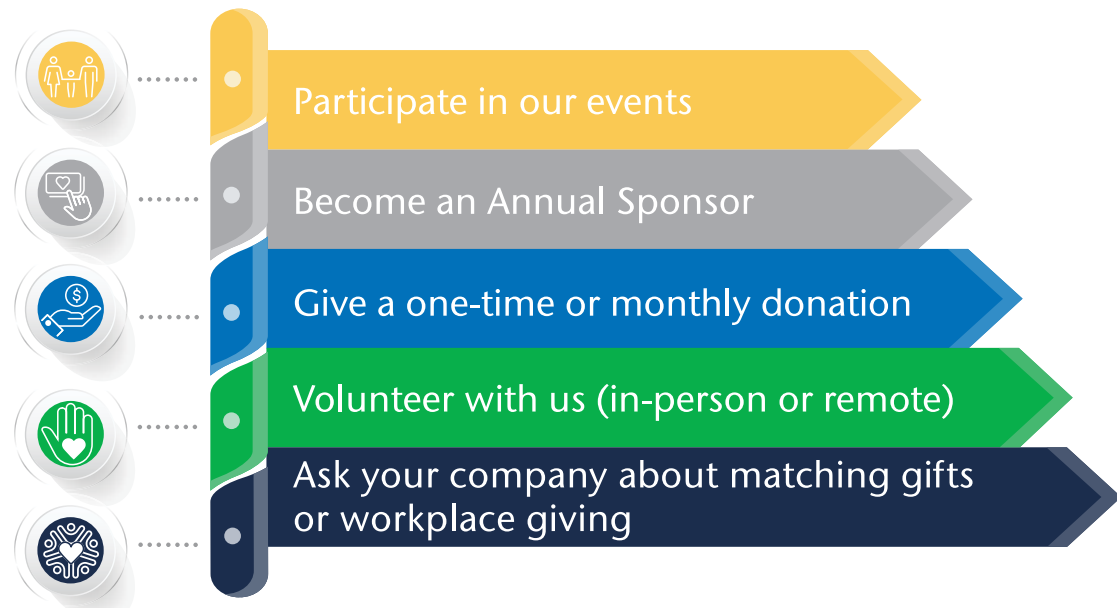 Participate in our events
Become an Annual Sponsor
Give a one-time or monthly donation
Volunteer with us (in-person or remote)
Ask your company about matching gifts
or workplace giving